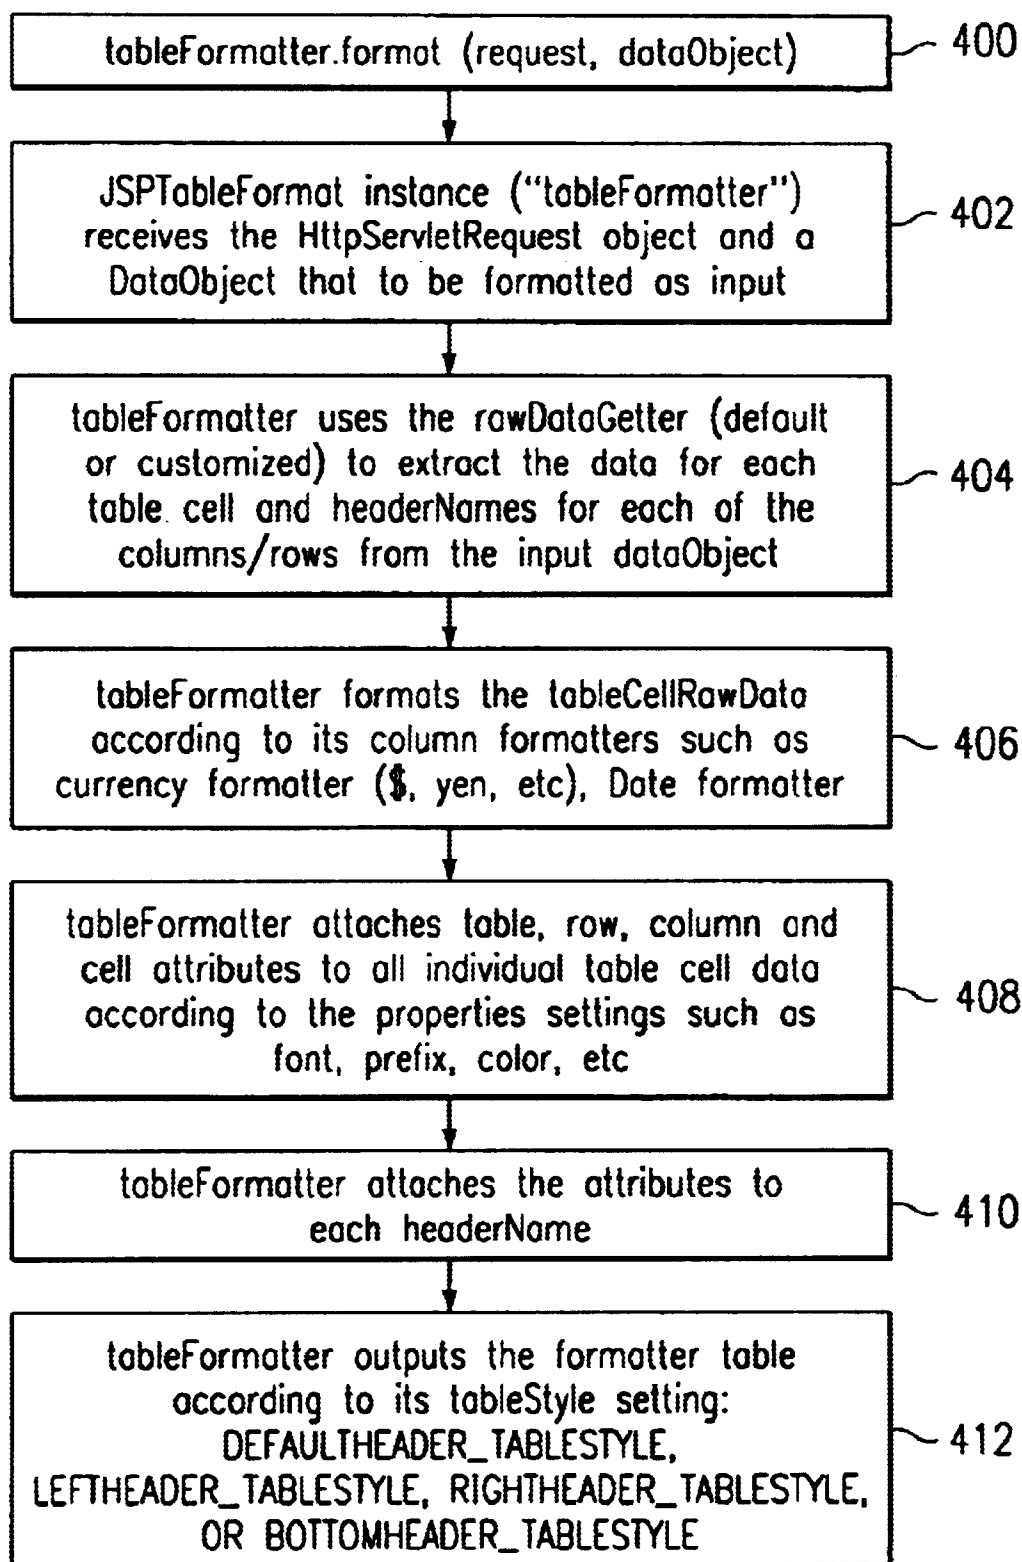 tableFormatter.format (request, dataObject)
400
JSPTableFormat instance ("tableFormatter")
receives the HttpServletRequest object and a
DataObject that to be formatted as input
402
tableFormatter uses the rawDataGetter (default
or customized) to extract the data for each
table cell and headerNames for each of the
columns/rows from the input dataObject
404
tableFormatter formats the tableCellRawData
according to its column formatters such as
currency formatter ($, yen, etc), Date formatter
406
tableFormatter attaches table, row, column and
cell attributes to all individual table cell data
according to the properties settings such as
font, prefix, color, etc
408
tableFormatter attaches the attributes to
each headerName
410
tableFormatter outputs the formatter table
according to its tableStyle setting:
DEFAULTHEADER_TABLESTYLE,
LEFTHEADER_TABLESTYLE, RIGHTHEADER_TABLESTYLE,
OR BOTTOMHEADER_TABLESTYLE
412